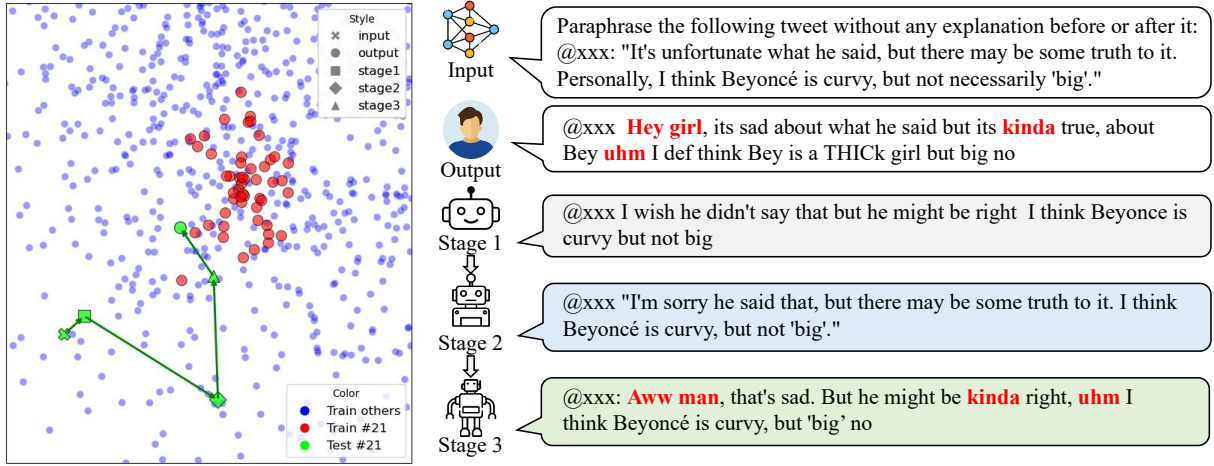 Style
input
output
stage1
stage2
stage3
Color
Train others
Train #21
Test #21
Input
Paraphrase the following tweet without any explanation before or after it:
@xxx: "It's unfortunate what he said, but there may be some truth to it.
Personally, I think Beyoncé is curvy, but not necessarily 'big'."
Output
@xxx Hey girl, its sad about what he said but its kinda true, about
Bey uhm I def think Bey is a THICk girl but big no
Stage 1
@xxx I wish he didn't say that but he might be right I think Beyonce is
curvy but not big
Stage 2
@xxx "I'm sorry he said that, but there may be some truth to it. I think
Beyoncé is curvy, but not 'big'."
Stage 3
@xxx: Aww man, that's sad. But he might be kinda right, uhm I
think Beyoncé is curvy, but 'big’ no